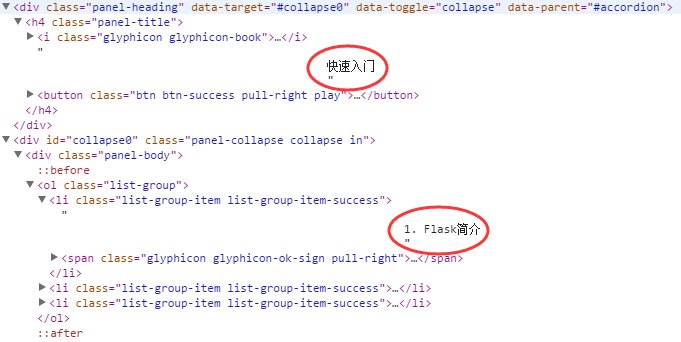 <div class="panel-heading" data-target="#collapse0" data-toggle="collapse" data-parent="#accordion">
<h4 class="panel-title">
<i class="glyphicon glyphicon-book">…</i>
"
快速入门
"
<button class="btn btn-success pull-right play">…</button>
</h4>
</div>
<div id="collapse0" class="panel-collapse collapse in">
<div class="panel-body">
::before
<ol class="list-group">
<li class="list-group-item list-group-item-success">
"
1. Flask简介
"
<span class="glyphicon glyphicon-ok-sign pull-right">…</span>
</li>
<li class="list-group-item list-group-item-success">…</li>
<li class="list-group-item list-group-item-success">…</li>
</ol>
::after